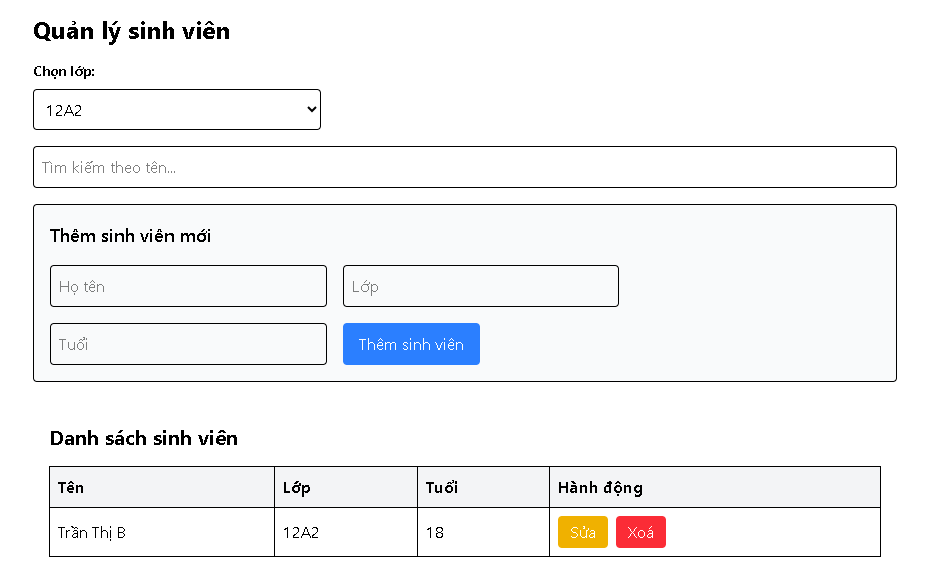 Quản lý sinh viên
Chọn lớp:
12A2
Tìm kiếm theo tên...
Thêm sinh viên mới
Họ tên Lớp
Tuổi Thêm sinh viên
Danh sách sinh viên
Tên Lớp Tuổi Hành động
Trần Thị B 12A2 18 Sửa Xoá